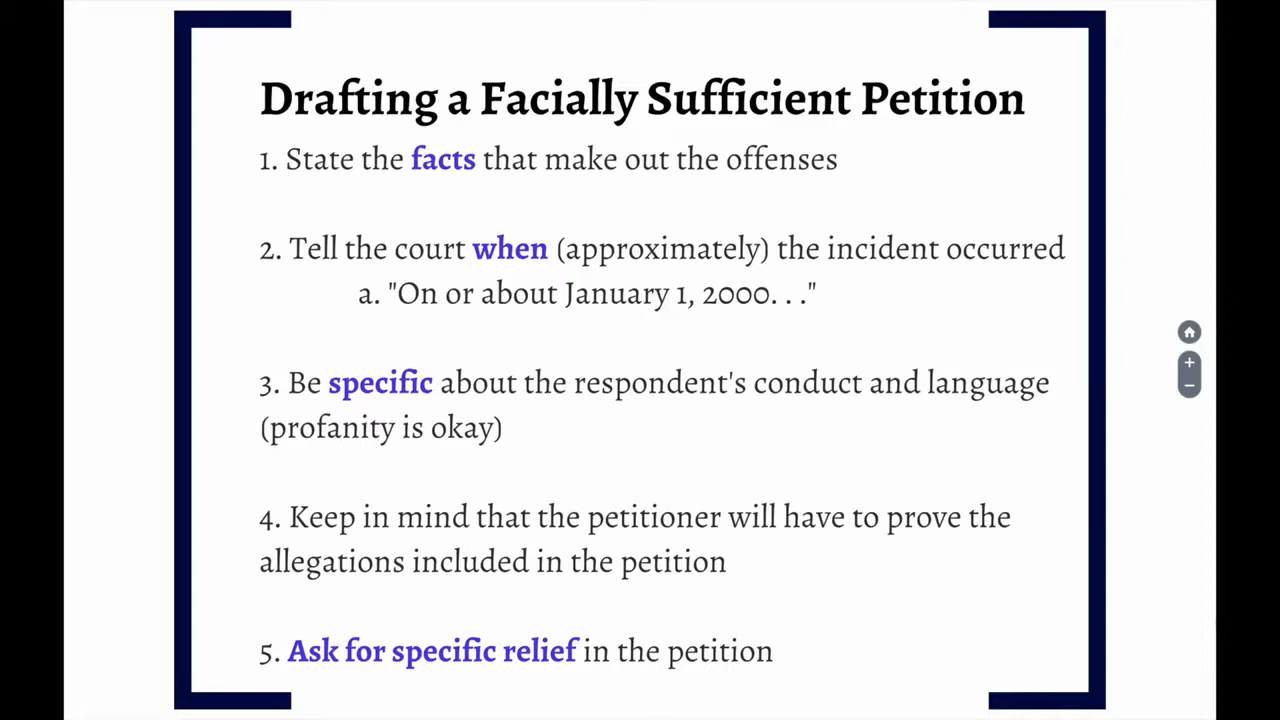 Drafting a Facially Sufficient Petition
1. State the facts that make out the offenses
2. Tell the court when (approximately) the incident occurred
a. "On or about January 1, 2000. . ."
3. Be specific about the respondent's conduct and language
(profanity is okay)
4. Keep in mind that the petitioner will have to prove the
allegations included in the petition
5. Ask for specific relief in the petition